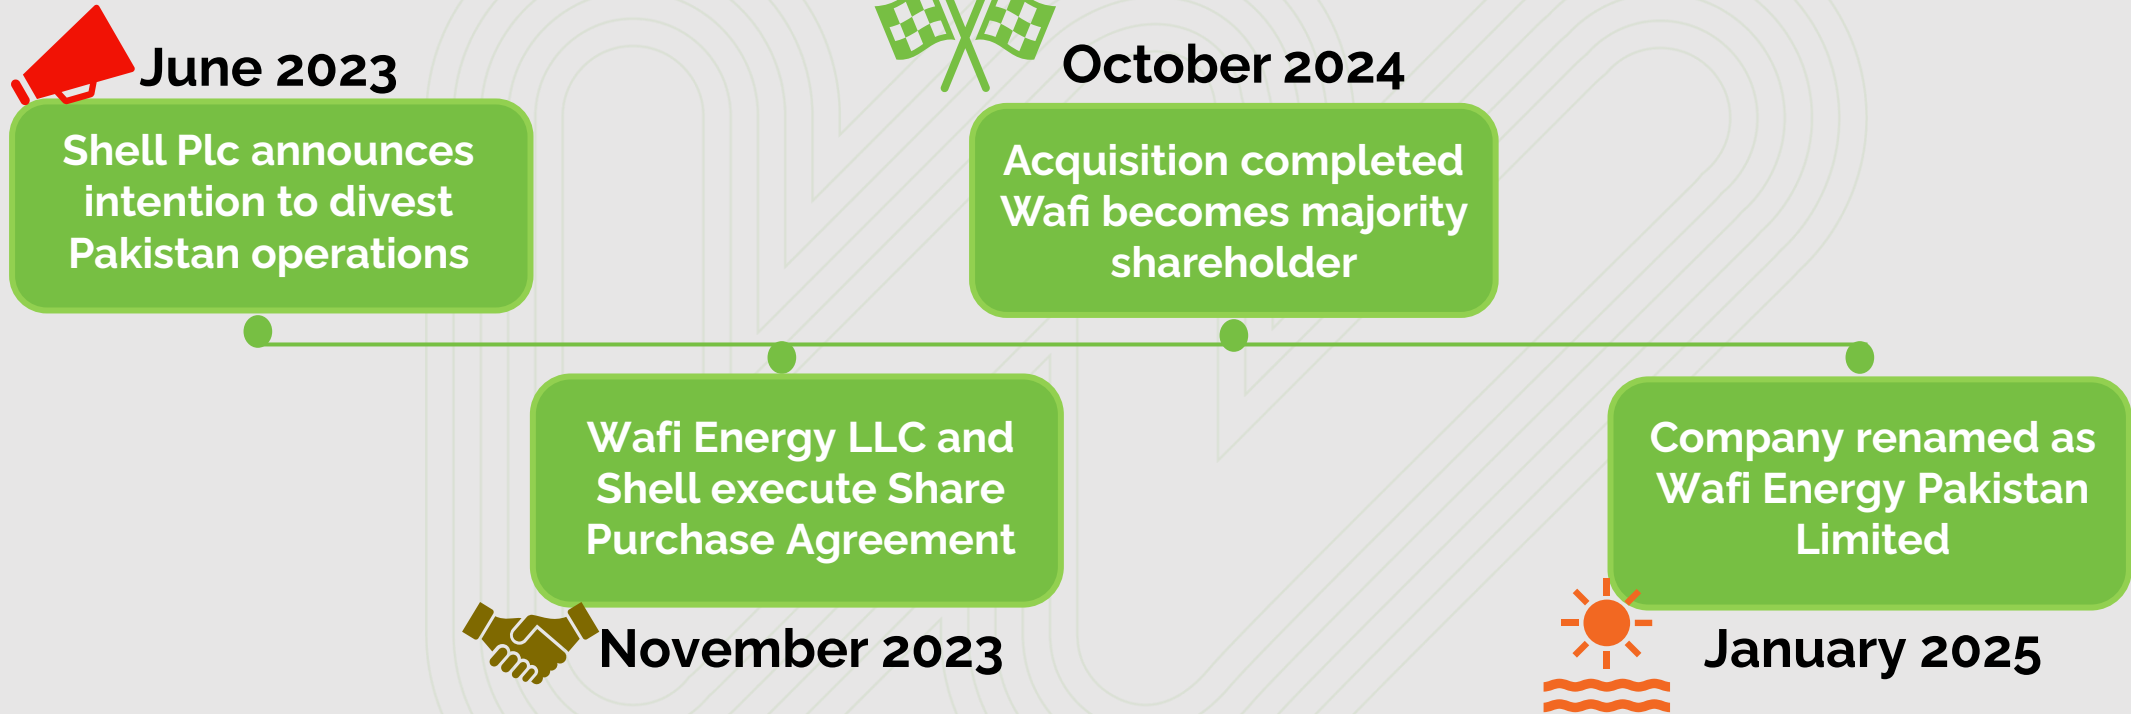 June 2023
Shell Plc announces
intention to divest
Pakistan operations
Wafi Energy LLC and
Shell execute Share
Purchase Agreement
November 2023
October 2024
Acquisition completed
Wafi becomes majority
shareholder
Company renamed as
Wafi Energy Pakistan
Limited
January 2025